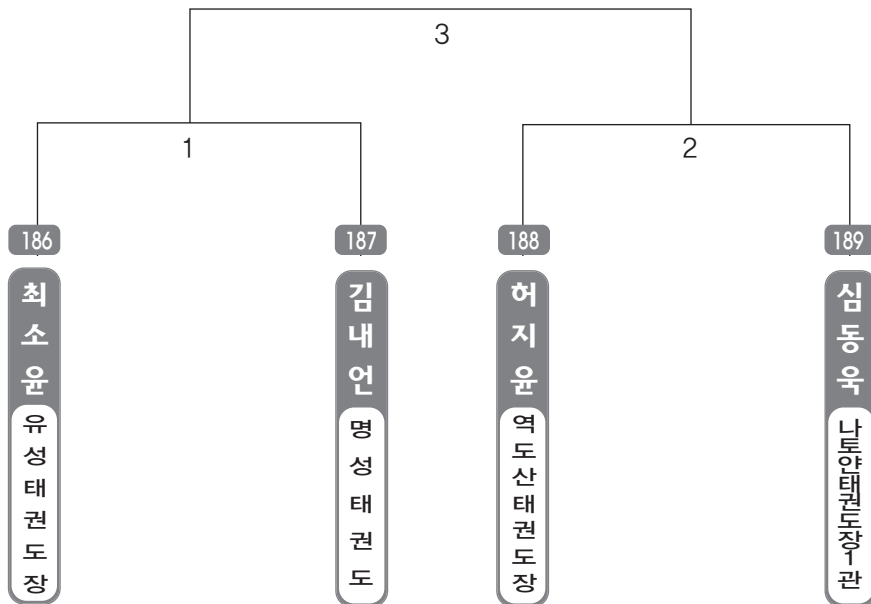 3
1
2
186
187
188
189
최소윤
김내언
허지윤
심동욱
유성태권도장
명성태권도
역도산태권도장
나토얀태권도장1관